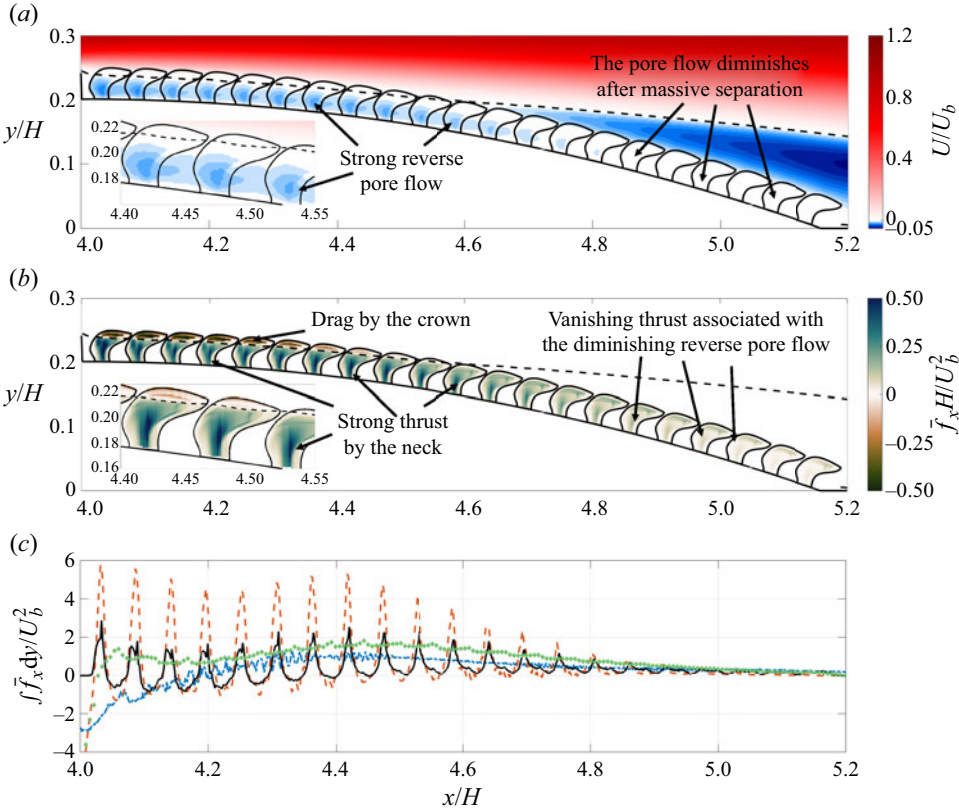 (a)
0.3
0.2
y/H
0.1
0
0.22
0.20
0.18
4.40 4.45 4.50 4.55
Strong reverse
pore flow
The pore flow diminishes
after massive separation
4.0 4.2 4.4 4.6 4.8 5.0 5.2
1.2
0.8
0.4
0
–0.05
U/U_b
(b)
0.3
0.2
y/H
0.1
0
0.22
0.20
0.18
0.16
4.40 4.45 4.50 4.55
Drag by the crown
Strong thrust
by the neck
Vanishing thrust associated with
the diminishing reverse pore flow
4.0 4.2 4.4 4.6 4.8 5.0 5.2
0.50
0.25
0
–0.25
–0.50
f̄_x H/U_b^2
(c)
6
4
2
0
–2
–4
∫f̄_x dy/U_b^2
4.0 4.2 4.4 4.6 4.8 5.0 5.2
x/H